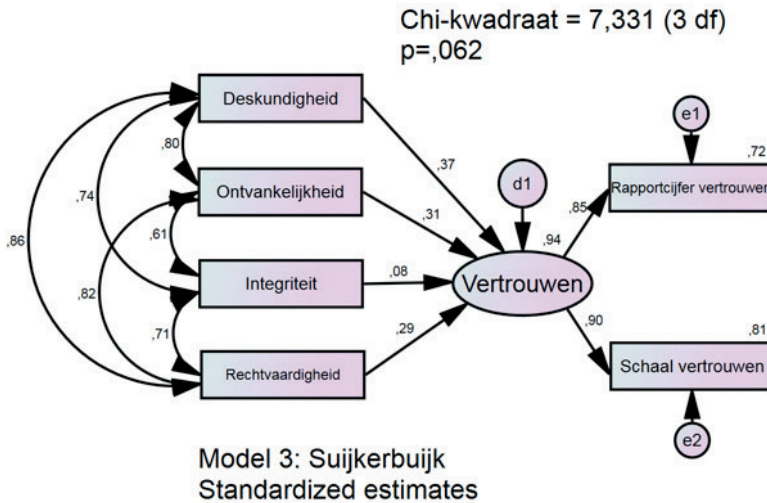 Chi-kwadraat = 7,331 (3 df)
p=,062
Deskundigheid
Ontvankelijkheid
Integriteit
Rechtvaardigheid
,80
,74
,86
,61
,82
,71
,37
,31
,08
,29
d1
,94
Vertrouwen
,85
,90
e1
,72
Rapportcijfer vertrouwen
,81
Schaal vertrouwen
e2
Model 3: Suijkerbuijk
Standardized estimates